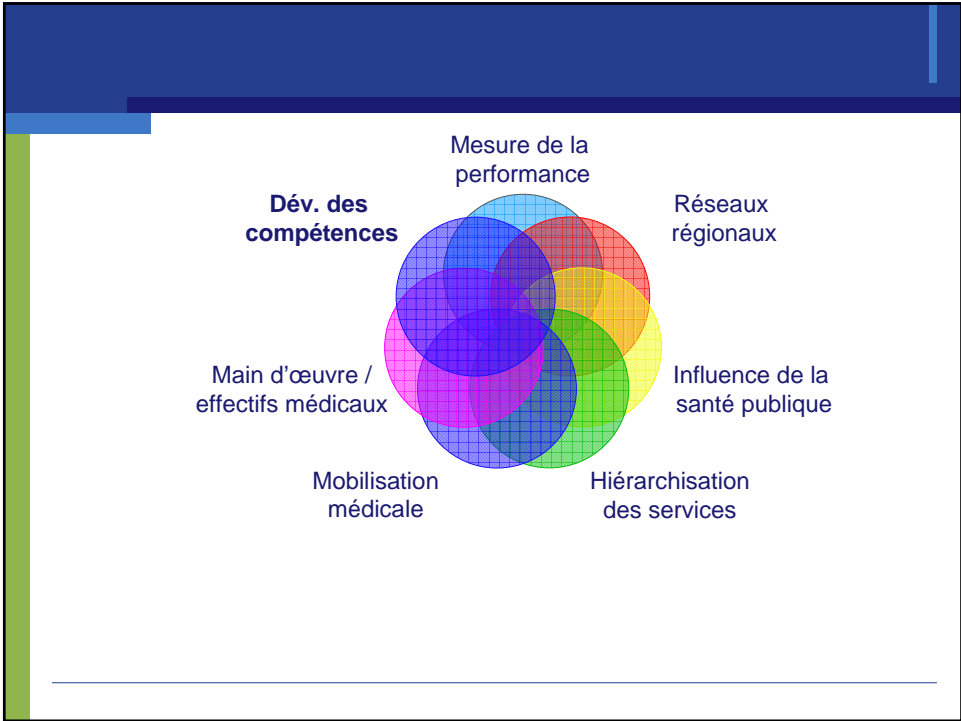 Mesure de la
performance
Dév. des
compétences
Réseaux
régionaux
Main d'œuvre /
effectifs médicaux
Influence de la
santé publique
Mobilisation
médicale
Hiérarchisation
des services